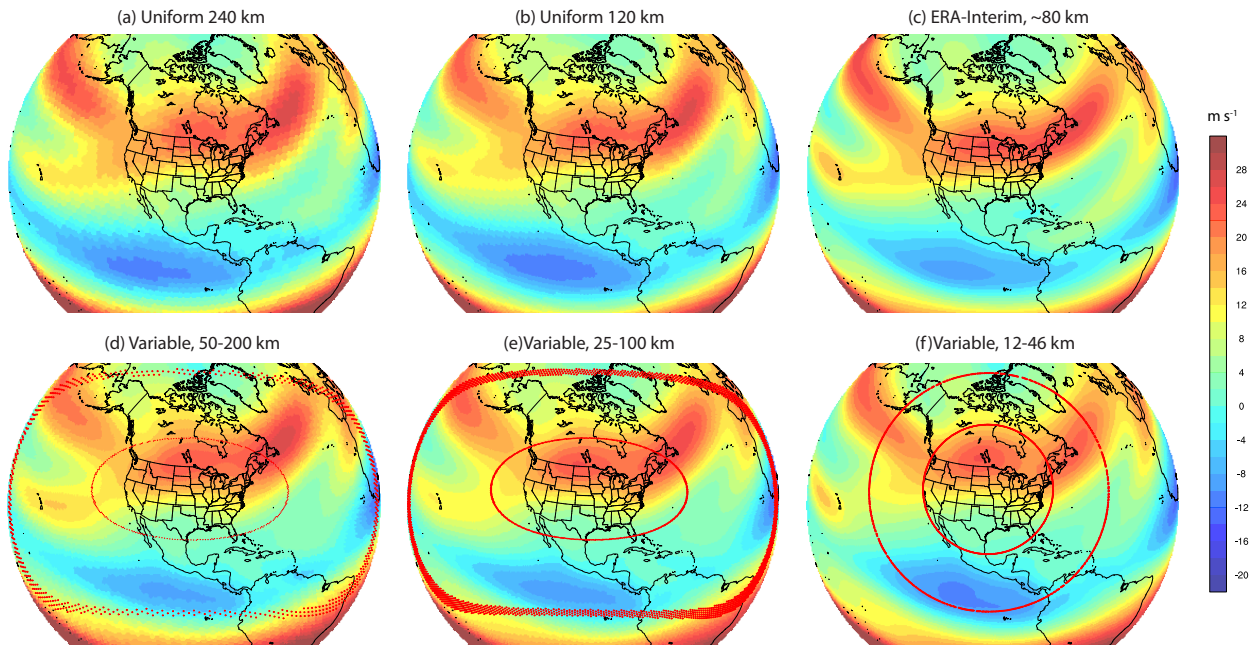 (a) Uniform 240 km
(b) Uniform 120 km
(c) ERA-Interim, ~80 km
m s⁻¹
28
24
20
16
12
8
4
0
-4
-8
-12
-16
-20
(d) Variable, 50-200 km
(e)Variable, 25-100 km
(f)Variable, 12-46 km